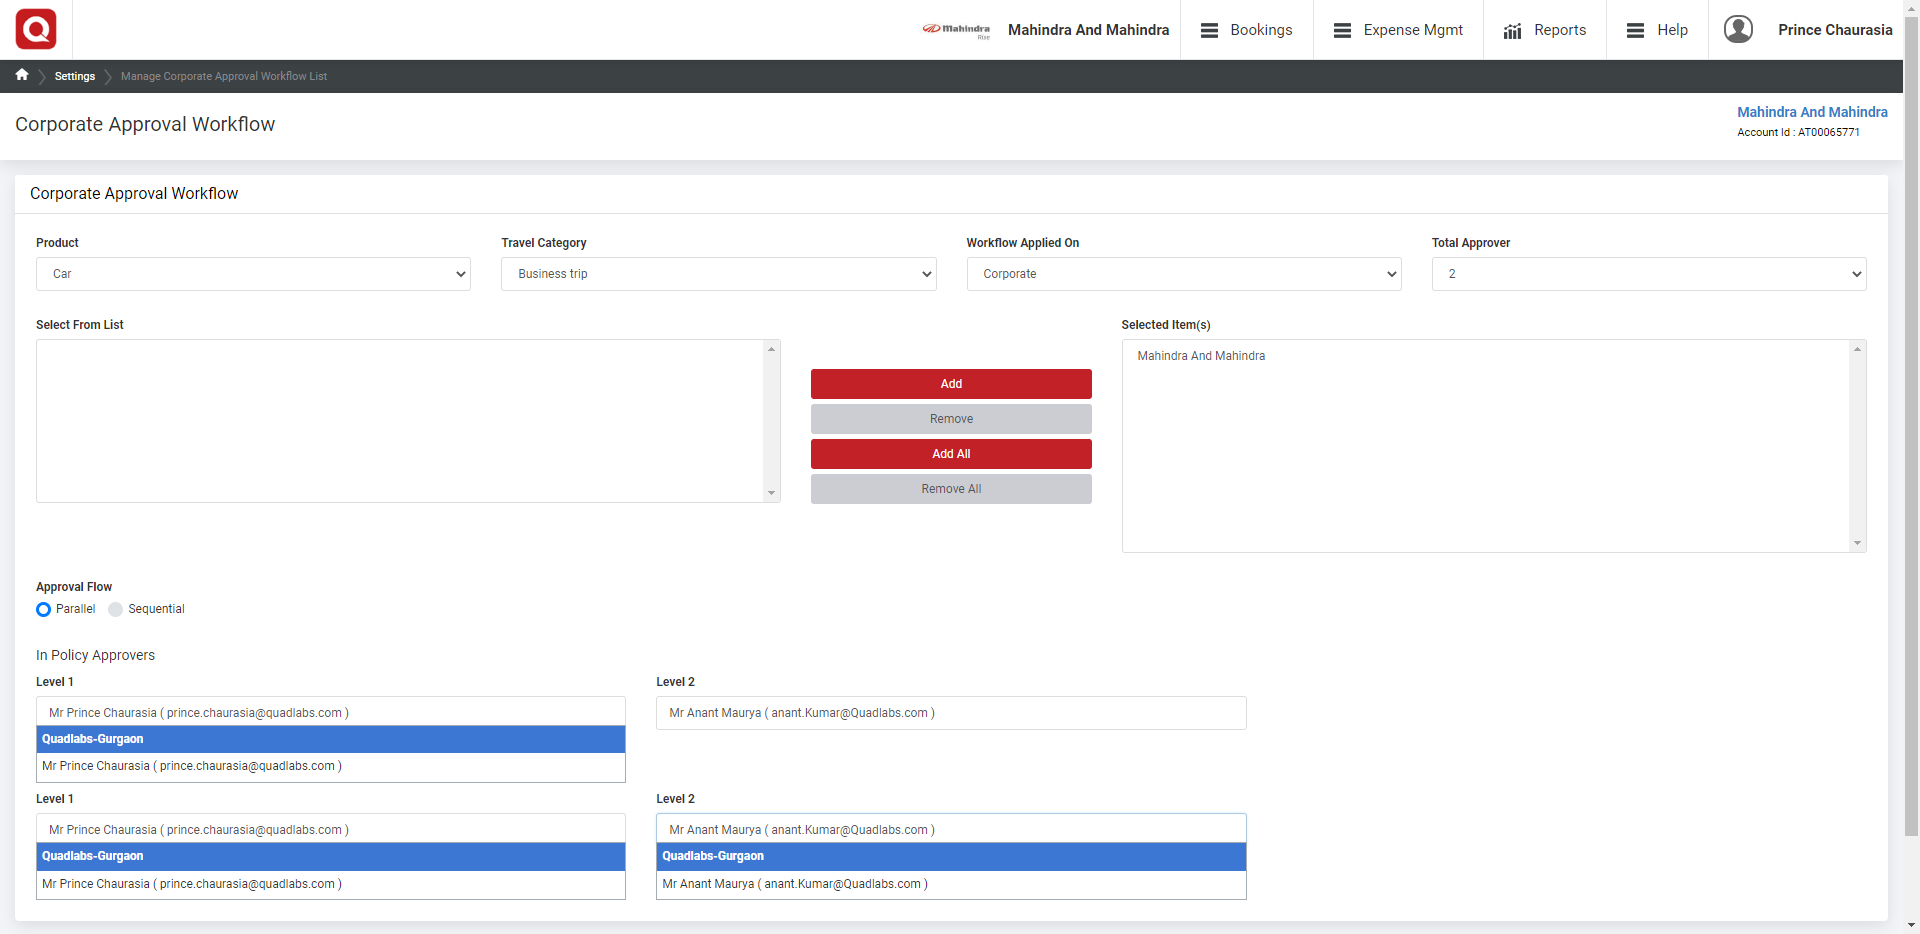 Mahindra
Rise
Mahindra And Mahindra
Bookings
Expense Mgmt
Reports
Help
Prince Chaurasia
Settings
Manage Corporate Approval Workflow List
Corporate Approval Workflow
Mahindra And Mahindra
Account Id : AT00065771
Corporate Approval Workflow
Product
Travel Category
Workflow Applied On
Total Approver
Car
Business trip
Corporate
2
Select From List
Selected Item(s)
Mahindra And Mahindra
Add
Remove
Add All
Remove All
Approval Flow
Parallel
Sequential
In Policy Approvers
Level 1
Level 2
Mr Prince Chaurasia ( prince.chaurasia@quadlabs.com )
Mr Anant Maurya ( anant.Kumar@Quadlabs.com )
Quadlabs-Gurgaon
Mr Prince Chaurasia ( prince.chaurasia@quadlabs.com )
Level 1
Level 2
Mr Prince Chaurasia ( prince.chaurasia@quadlabs.com )
Mr Anant Maurya ( anant.Kumar@Quadlabs.com )
Quadlabs-Gurgaon
Quadlabs-Gurgaon
Mr Prince Chaurasia ( prince.chaurasia@quadlabs.com )
Mr Anant Maurya ( anant.Kumar@Quadlabs.com )